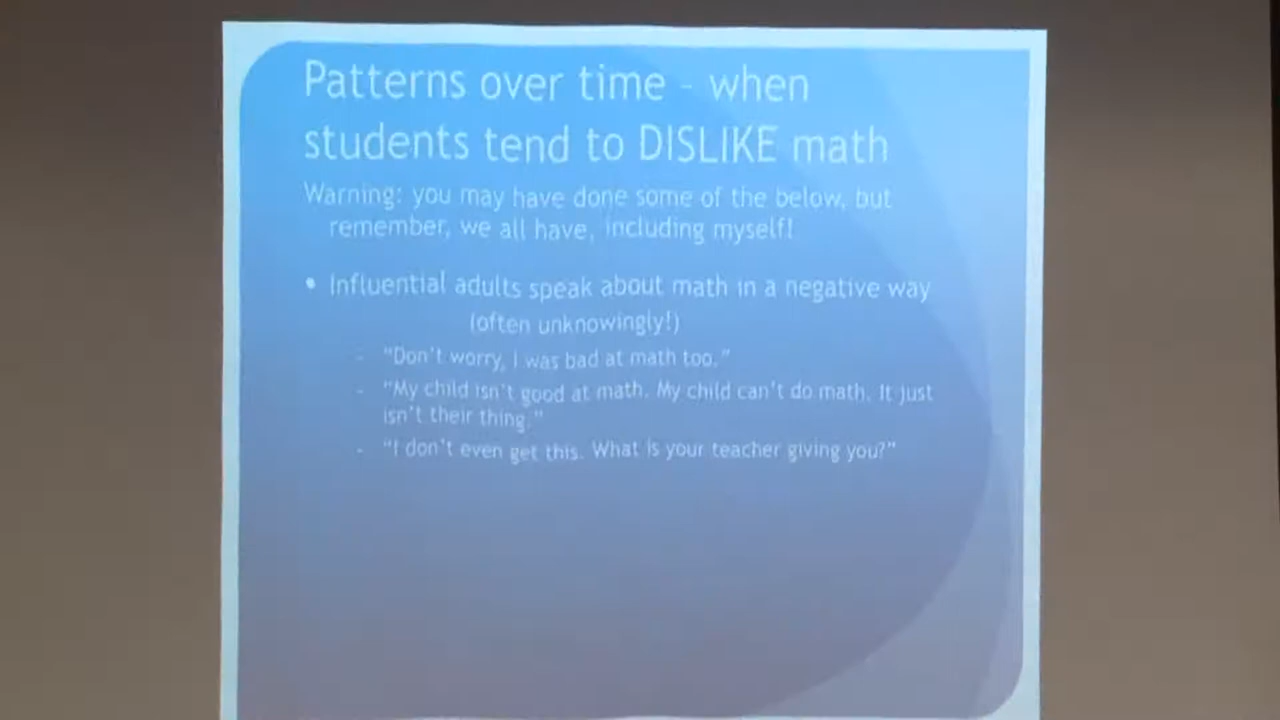 Patterns over time - when
students tend to DISLIKE math
Warning: you may have done some of the below, but
remember, we all have, including myself!
• Influential adults speak about math in a negative way
(often unknowingly!)
- "Don't worry, I was bad at math too."
- "My child isn't good at math. My child can't do math. It just
isn't their thing."
- "I don't even get this. What is your teacher giving you?"